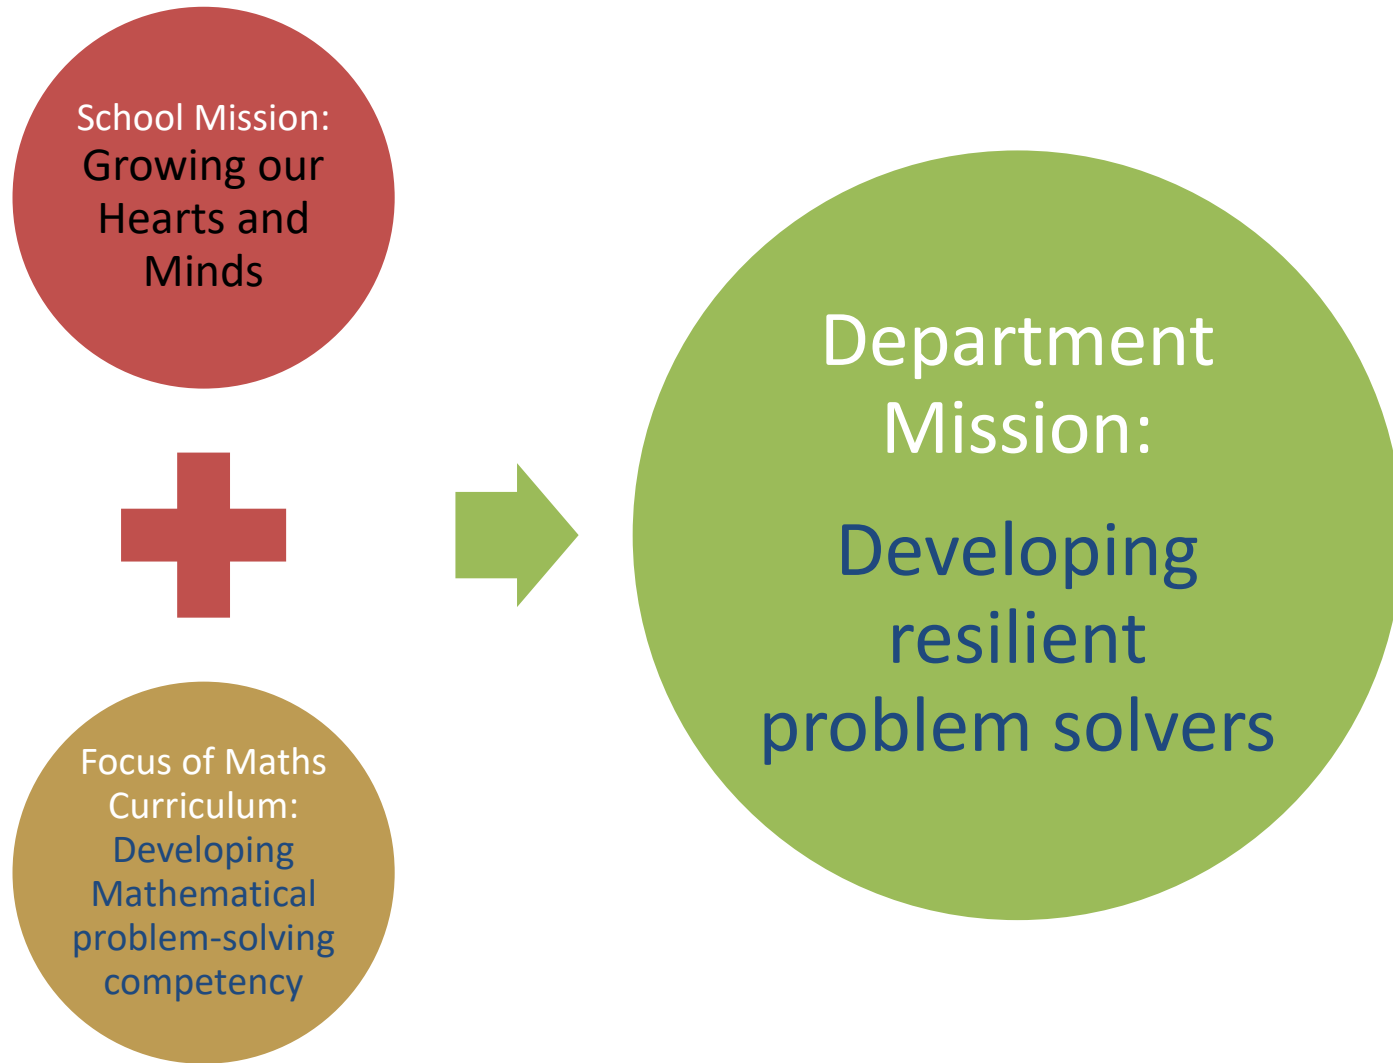 School Mission:
Growing our
Hearts and
Minds
Focus of Maths
Curriculum:
Developing
Mathematical
problem-solving
competency
Department
Mission:
Developing
resilient
problem solvers